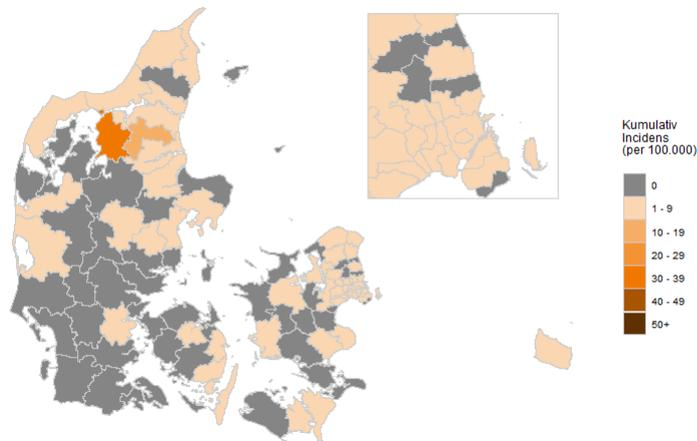 Kumulativ
Incidens
(per 100.000)
0
1 - 9
10 - 19
20 - 29
30 - 39
40 - 49
50+